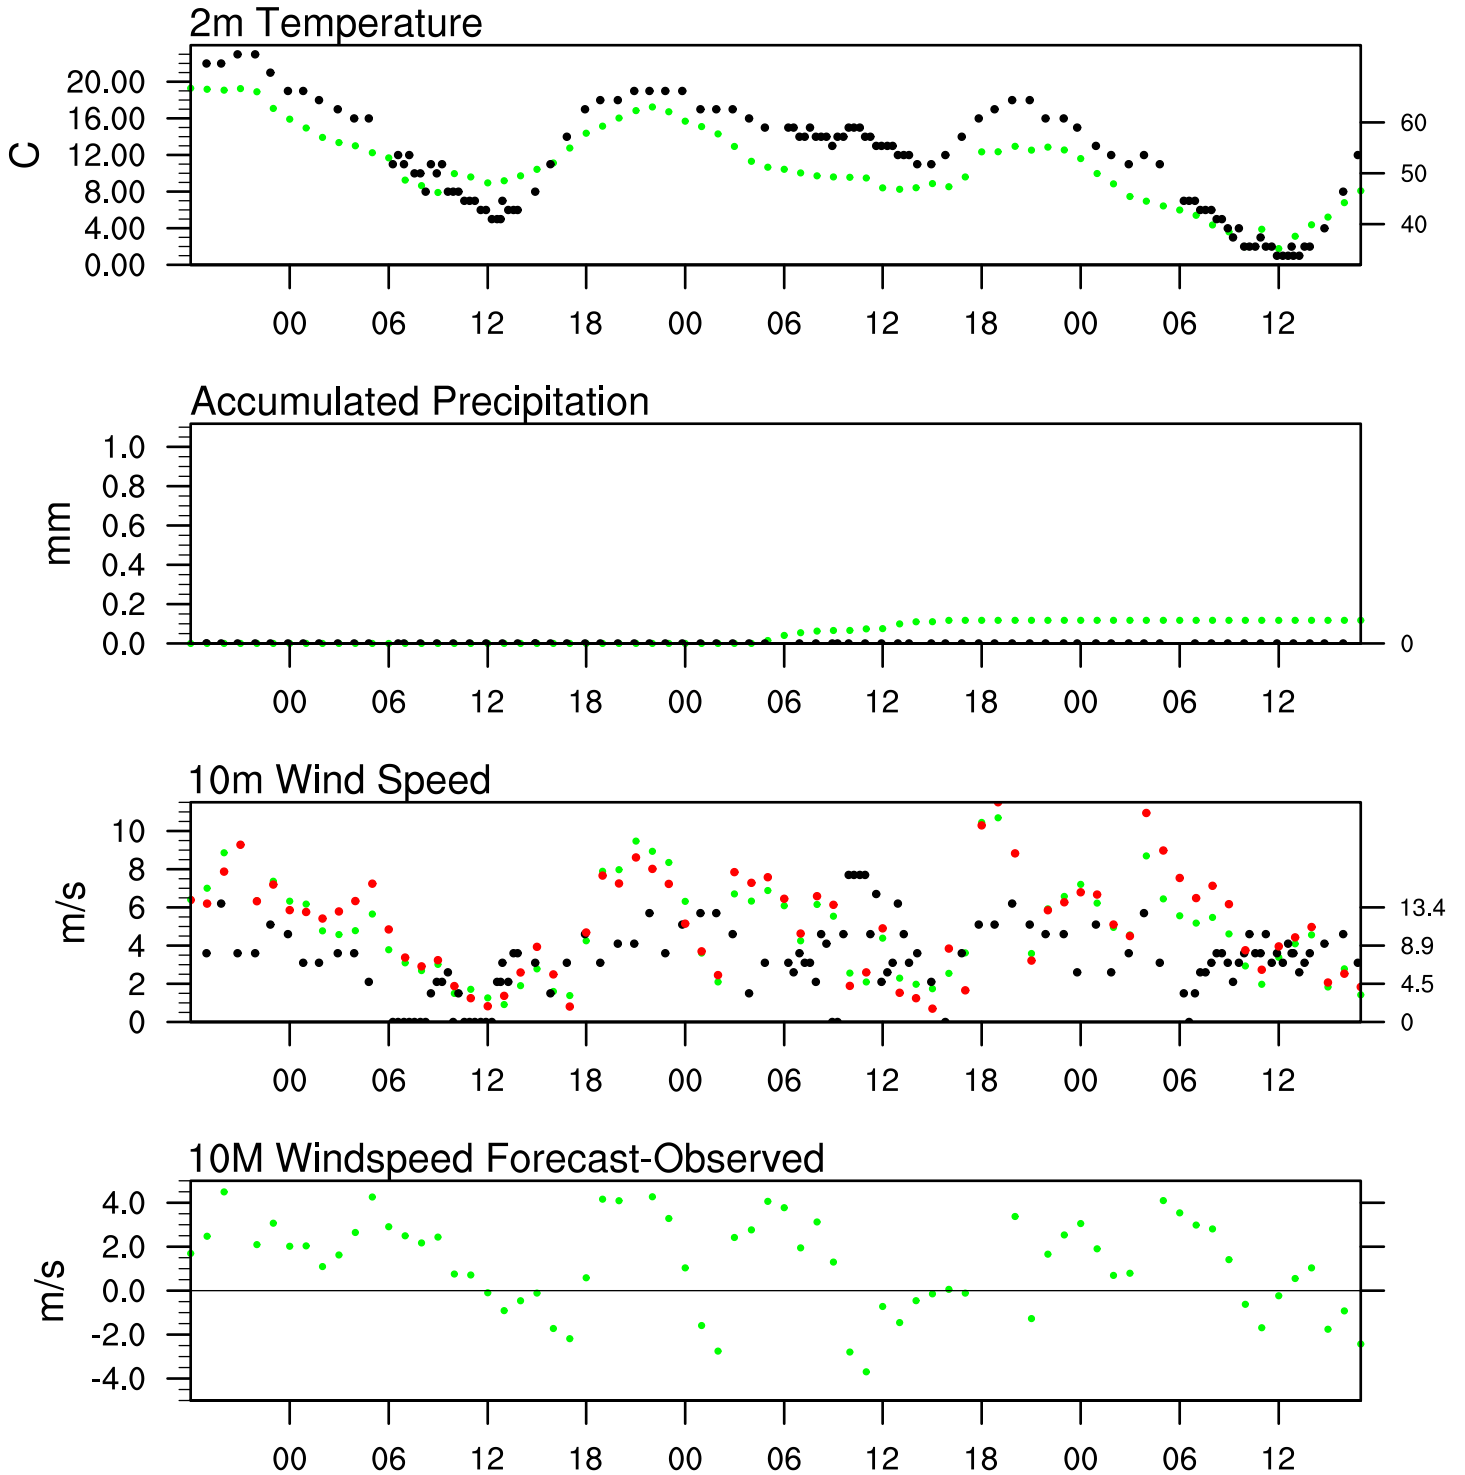 2m Temperature
C
20.00
16.00
12.00
8.00
4.00
0.00
60
50
40
00 06 12 18 00 06 12 18 00 06 12
Accumulated Precipitation
mm
1.0
0.8
0.6
0.4
0.2
0.0
0
00 06 12 18 00 06 12 18 00 06 12
10m Wind Speed
m/s
10
8
6
4
2
0
13.4
8.9
4.5
0
00 06 12 18 00 06 12 18 00 06 12
10M Windspeed Forecast-Observed
m/s
4.0
2.0
0.0
-2.0
-4.0
00 06 12 18 00 06 12 18 00 06 12